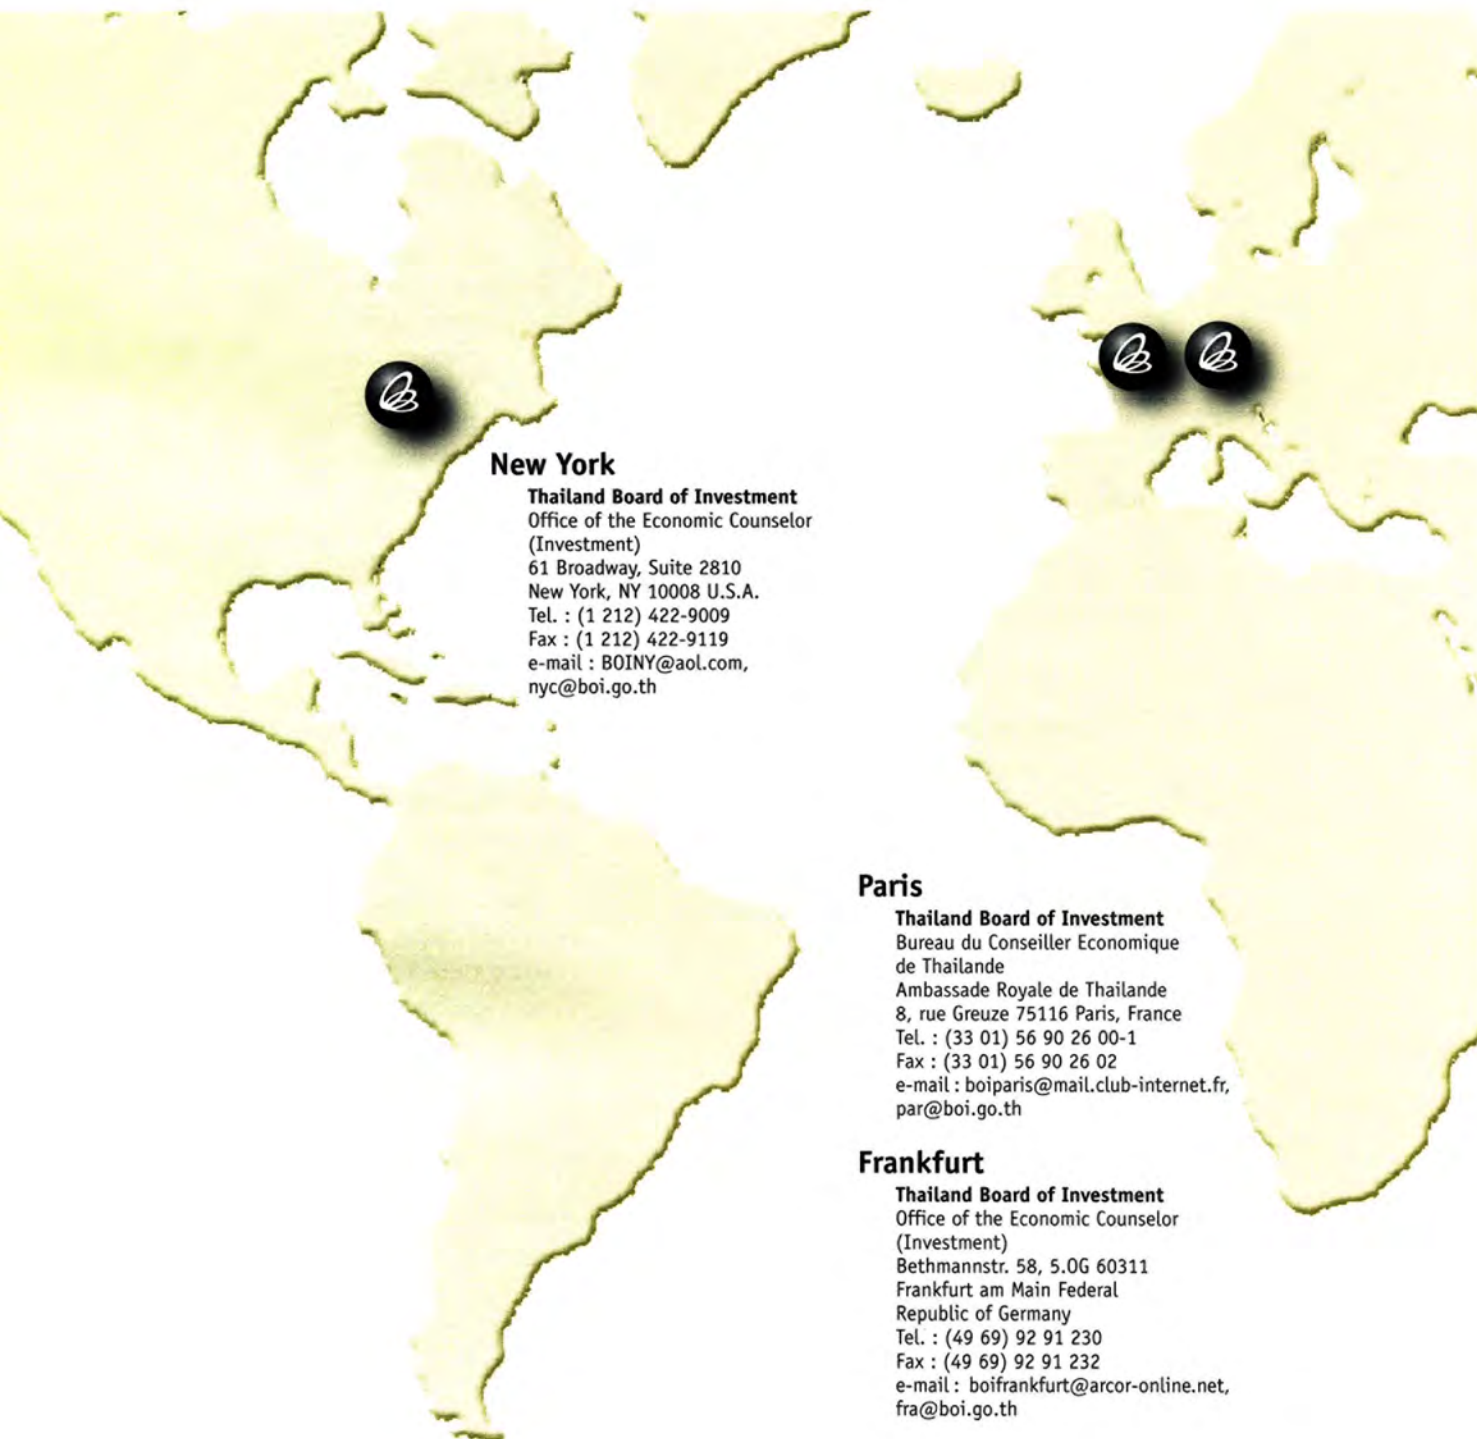 New York
Thailand Board of Investment
Office of the Economic Counselor
(Investment)
61 Broadway, Suite 2810
New York, NY 10008 U.S.A.
Tel. : (1 212) 422-9009
Fax : (1 212) 422-9119
e-mail : BOINY@aol.com,
nyc@boi.go.th
Paris
Thailand Board of Investment
Bureau du Conseiller Economique
de Thailande
Ambassade Royale de Thailande
8, rue Greuze 75116 Paris, France
Tel. : (33 01) 56 90 26 00-1
Fax : (33 01) 56 90 26 02
e-mail : boiparis@mail.club-internet.fr,
par@boi.go.th
Frankfurt
Thailand Board of Investment
Office of the Economic Counselor
(Investment)
Bethmannstr. 58, 5.OG 60311
Frankfurt am Main Federal
Republic of Germany
Tel. : (49 69) 92 91 230
Fax : (49 69) 92 91 232
e-mail : boifrankfurt@arcor-online.net,
fra@boi.go.th